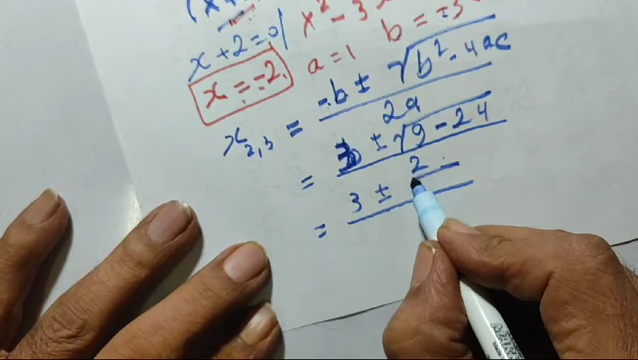 x + 2 = 0
x² - 3
x = -2.
a = 1
b = -3
x₂,₃ = -b ± √b² - 4ac
2a
= 3 ± √9 - 24
2
= 3 ±